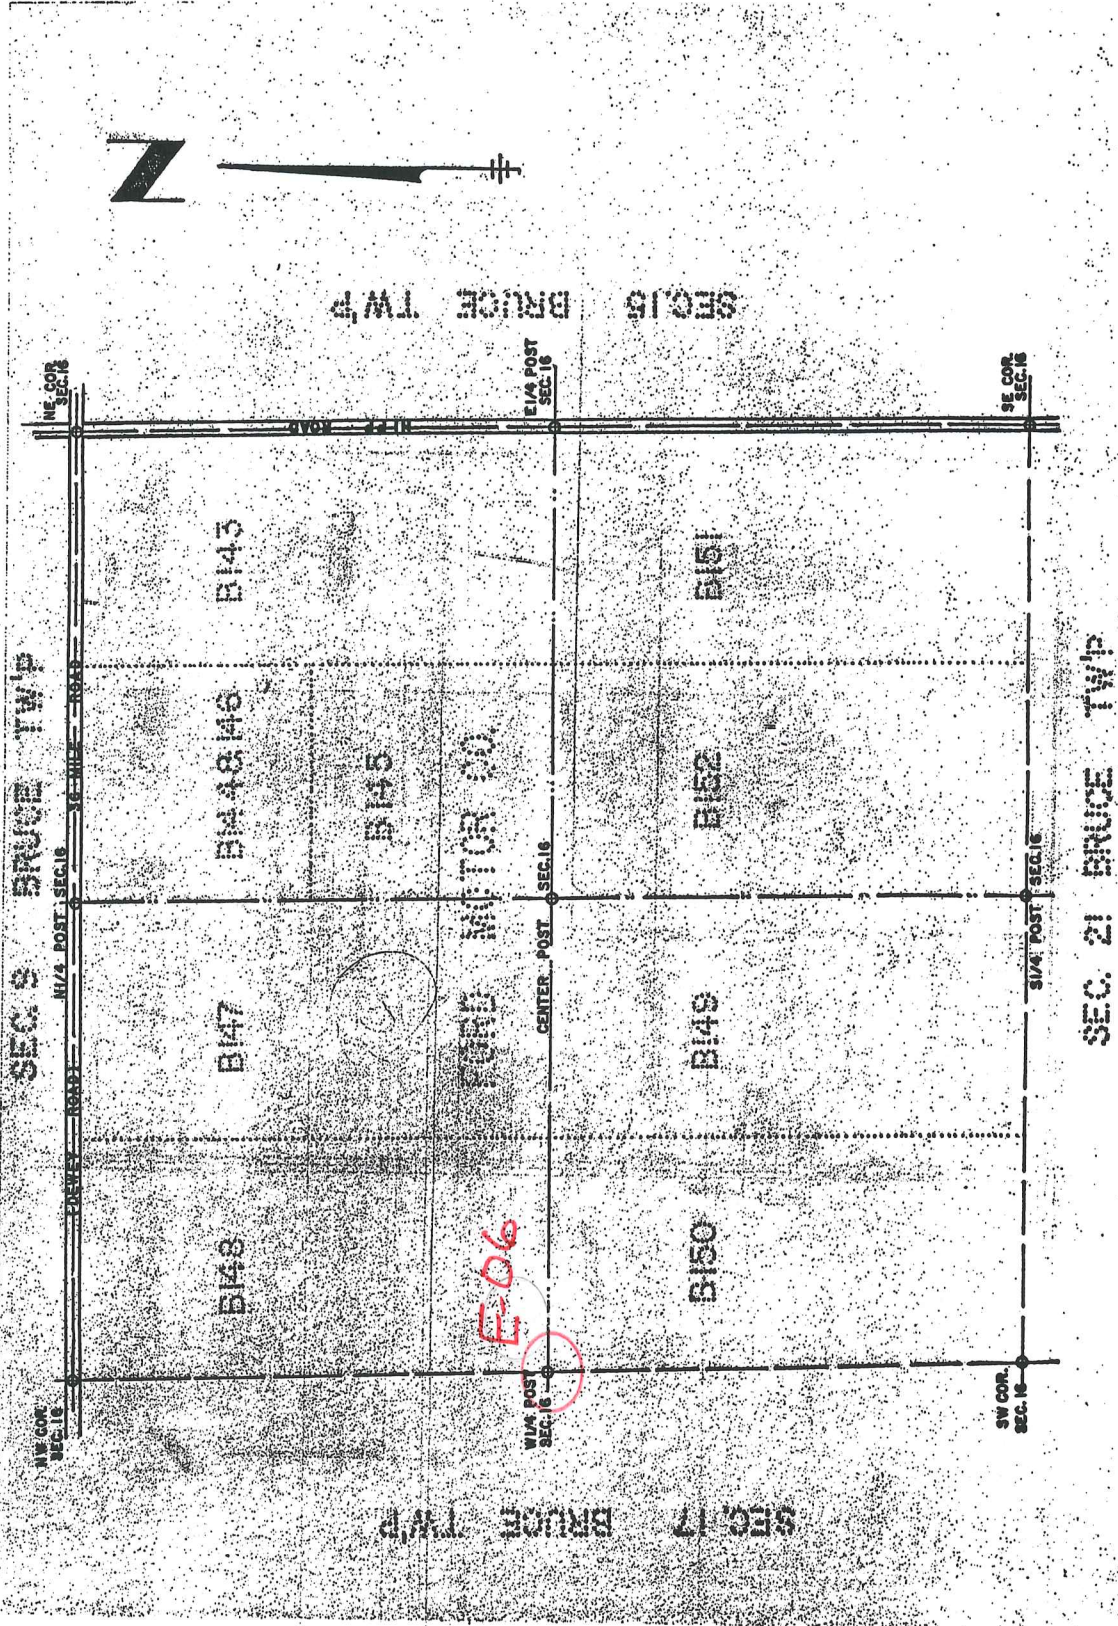 SEC. 9 BRUCE TW'P
NW COR.
SEC.16
DEWEY ROAD
N1/4 POST SEC.16
36 MILE ROAD
NE COR.
SEC.16
N
B148
B147
B143
B145
HIPP ROAD
FORD MOTOR CO.
SEC.17 BRUCE TW'P
SEC.15 BRUCE TW'P
E-06
W1/4 POST
SEC.16
CENTER POST SEC.16
E1/4 POST
SEC.16
B150
B149
B152
B151
SW COR.
SEC.16
S1/4 POST SEC.16
SE COR.
SEC.16
SEC. 21 BRUCE TW'P